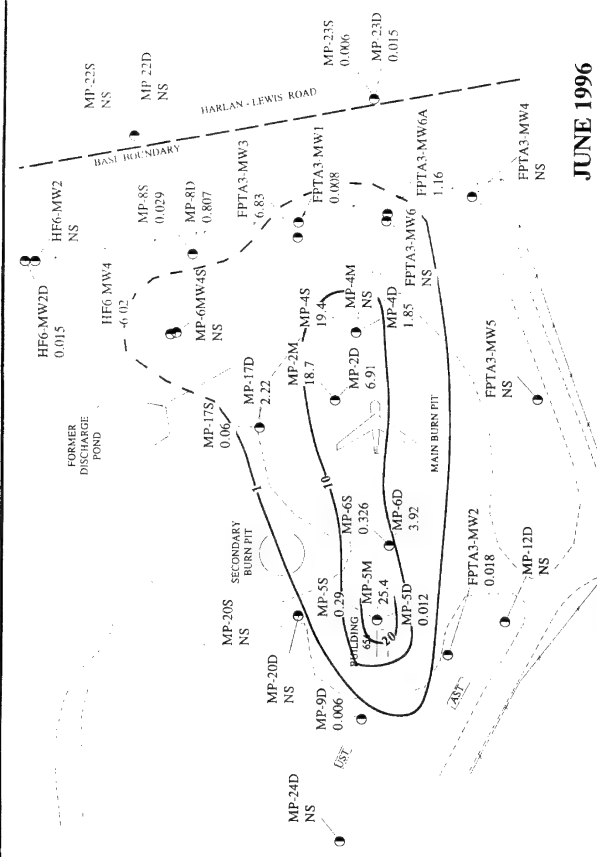 MP-22S
NS
MP 22D
NS
MP-23S
0.006
MP-23D
0.015
HARLAN - LEWIS ROAD
BASE BOUNDARY
HF6-MW2
NS
HF6-MW2D
0.015
MP-8S
0.029
MP-8D
0.807
FPTA3-MW3
6.83
FPTA3-MW1
0.008
FPTA3-MW6A
1.16
FPTA3-MW6
NS
FPTA3-MW4
NS
HF6 MW4
6.02
MP-6MW4S
NS
MP-4S
19.4
MP-4M
NS
MP-4D
1.85
FPTA3-MW5
NS
MP-2M
18.7
MP-2D
6.91
MP-17D
2.22
MP-17S
0.06
FORMER
DISCHARGE
POND
1
10
20
MAIN BURN PIT
SECONDARY
BURN PIT
MP-6S
0.326
MP-6D
3.92
MP-5S
0.29
MP-5M
25.4
MP-5D
0.012
BUILDING
FPTA3-MW2
0.018
MP-12D
NS
MP-20S
NS
MP-20D
NS
MP-9D
0.006
UST
AST
MP-24D
NS
JUNE 1996